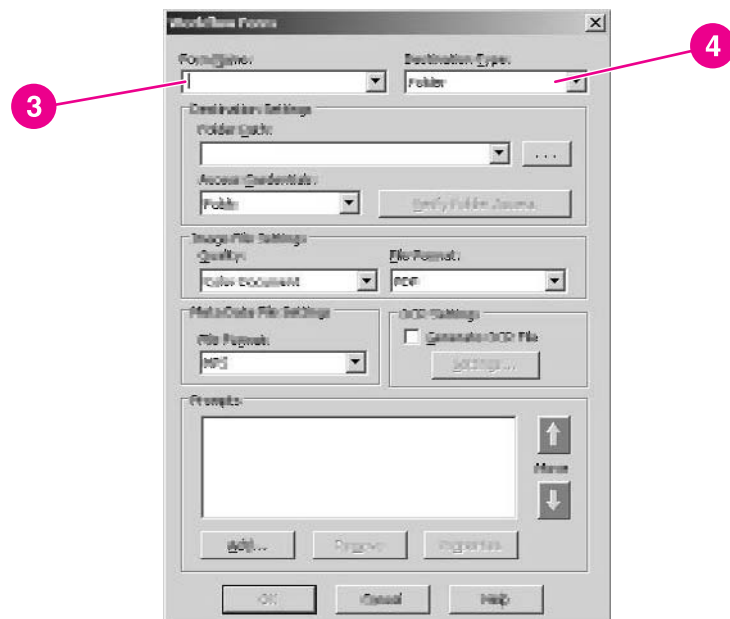 Workflow Form
Form Name: Destination Type:
Folder
3 4
Destination Settings
Folder Path:
...
Access Credentials:
Public Verify Folder Access
Image File Settings
Quality: File Format:
Color Document PDF
MetaData File Settings OCR Settings
Generate OCR File
File Format:
HPS Settings...
Prompts
Move
Add... Remove Properties
OK Cancel Help